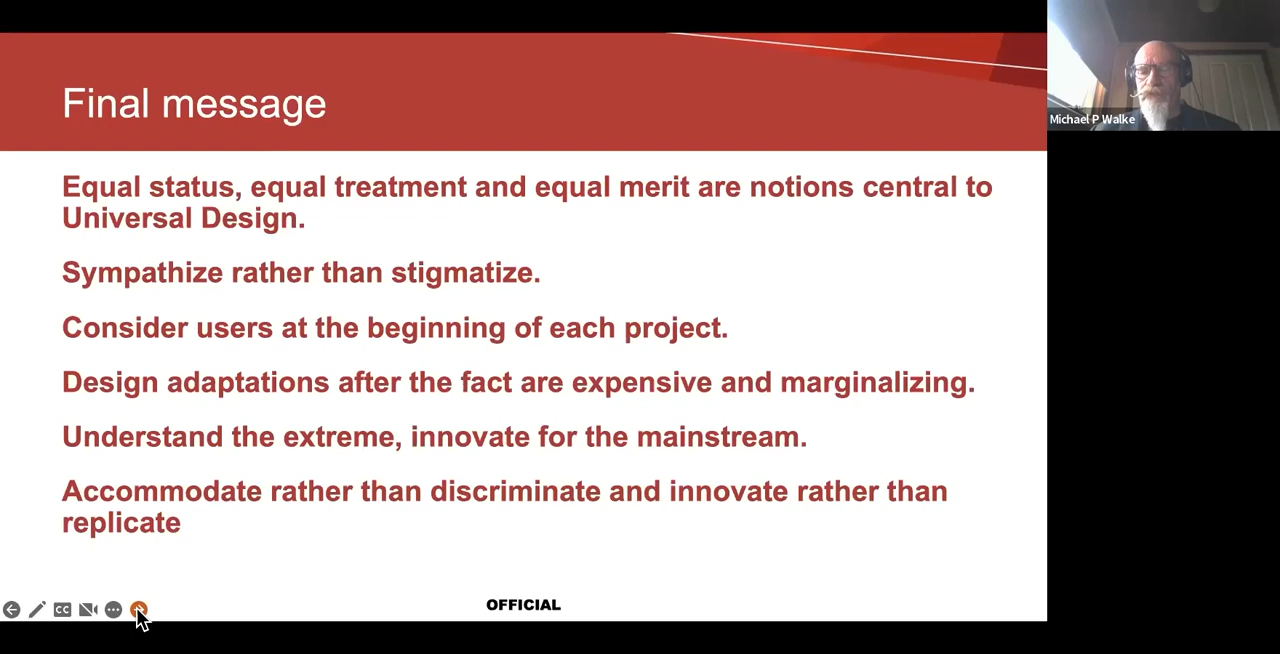 Final message
Michael P Walke
Equal status, equal treatment and equal merit are notions central to
Universal Design.
Sympathize rather than stigmatize.
Consider users at the beginning of each project.
Design adaptations after the fact are expensive and marginalizing.
Understand the extreme, innovate for the mainstream.
Accommodate rather than discriminate and innovate rather than
replicate
CC
OFFICIAL